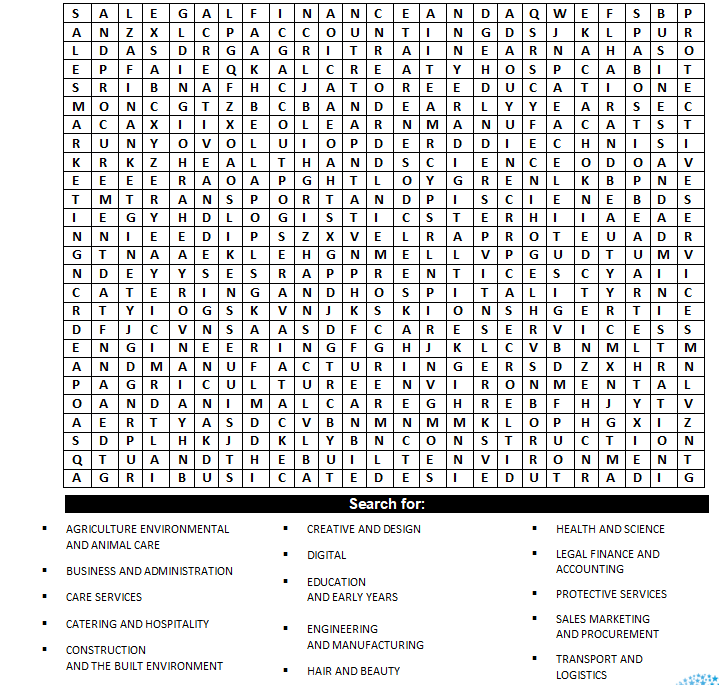 S A L E G A L F I N A N C E A N D A Q W E F S B P
A N Z X L C P A C C O U N T I N G D S J K L P U R
L D A S D R G A G R I T R A I N E A R N A H A S O
E P F A I E Q K A L C R E A T Y H O S P C A B I T
S R I B N A F H C J A T O R E E D U C A T I O N E
M O N C G T Z B C B A N D E A R L Y Y E A R S E C
A C A X I I X E O L E A R N M A N U F A C A T S T
R U N Y O V O L U I O P D E R D D I E C H N I S I
K R K Z H E A L T H A N D S C I E N C E O D O A V
E E E E R A O A P G H T L O Y G R E N L K B P N E
T M T R A N S P O R T A N D P I S C I E N E B D S
I E G Y H D L O G I S T I C S T E R H I I A E A E
N N I E E D I P S Z X V E L R A P R O T E U A D R
G T N A A E K L E H G N M E L L V P G U D T U M V
N D E Y Y S E S R A P P R E N T I C E S C Y A I I
C A T E R I N G A N D H O S P I T A L I T Y R N C
R T Y I O G S K V N J K S K I O N S H G E R T I E
D F J C V N S A A S D F C A R E S E R V I C E S S
E N G I N E E R I N G F G H J K L C V B N M L T M
A N D M A N U F A C T U R I N G E R S D Z X H R N
P A G R I C U L T U R E E N V I R O N M E N T A L
O A N D A N I M A L C A R E G H R E B F H J Y T V
A E R T Y A S D C V B N M N M M K L O P H G X I Z
S D P L H K J D K L Y B N C O N S T R U C T I O N
Q T U A N D T H E B U I L T E N V I R O N M E N T
A G R I B U S I C A T E D E S I E D U T R A D I G
Search for:
▪ AGRICULTURE ENVIRONMENTAL
AND ANIMAL CARE
▪ BUSINESS AND ADMINISTRATION
▪ CARE SERVICES
▪ CATERING AND HOSPITALITY
▪ CONSTRUCTION
AND THE BUILT ENVIRONMENT
▪ CREATIVE AND DESIGN
▪ DIGITAL
▪ EDUCATION
AND EARLY YEARS
▪ ENGINEERING
AND MANUFACTURING
▪ HAIR AND BEAUTY
▪ HEALTH AND SCIENCE
▪ LEGAL FINANCE AND
ACCOUNTING
▪ PROTECTIVE SERVICES
▪ SALES MARKETING
AND PROCUREMENT
▪ TRANSPORT AND
LOGISTICS